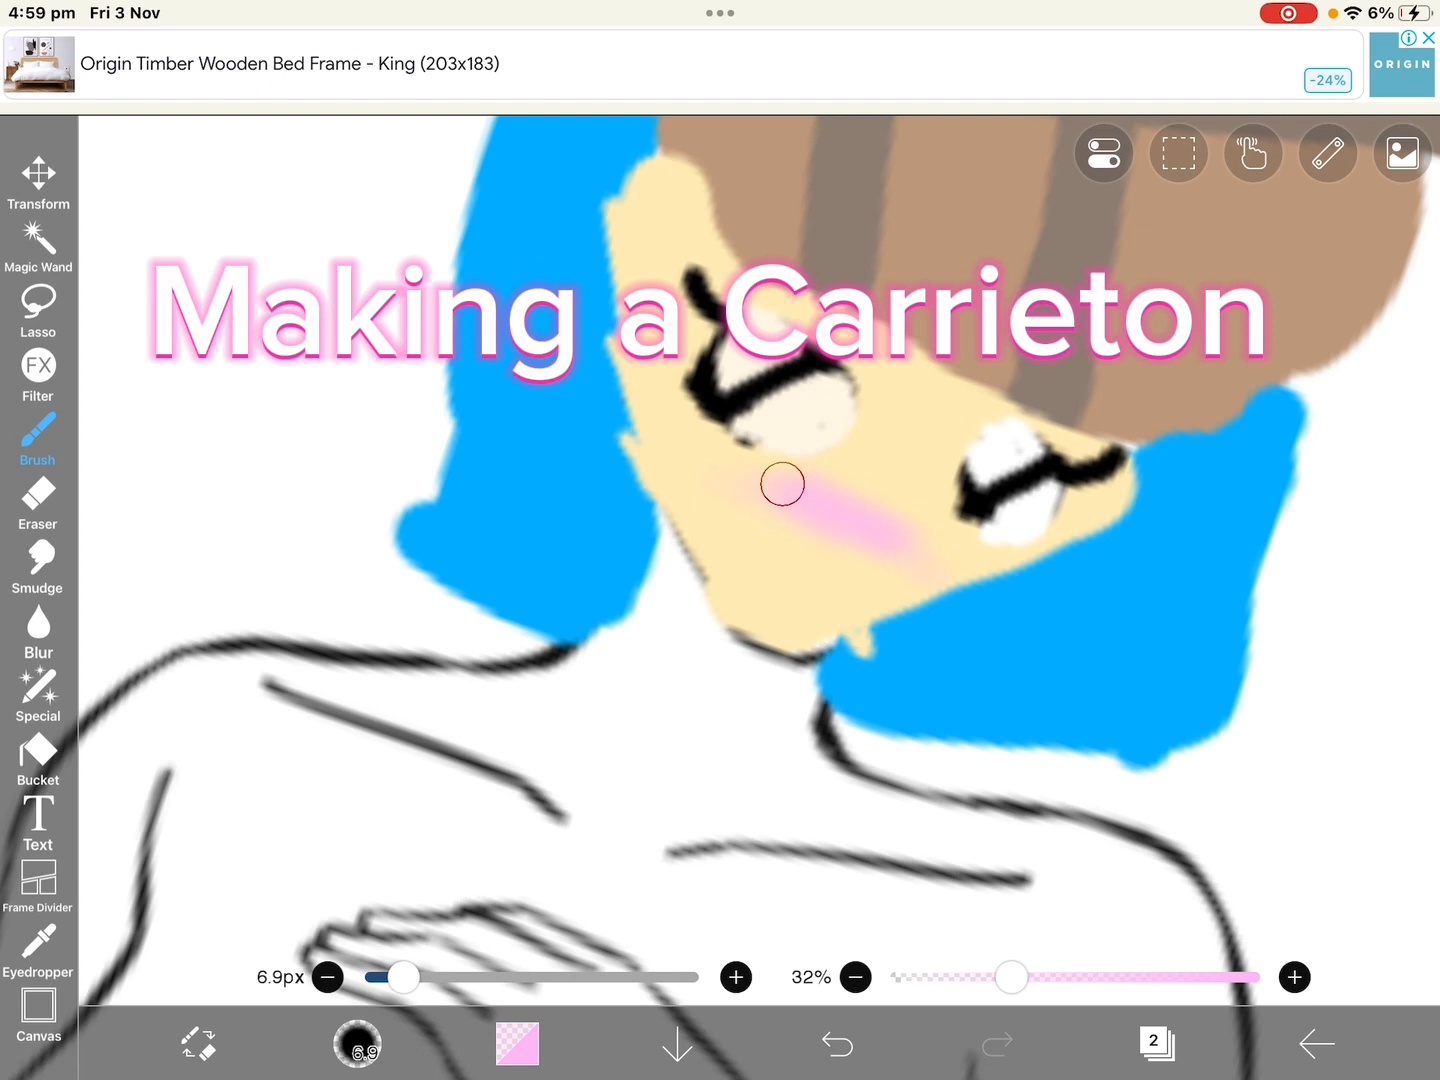 4:59 pm Fri 3 Nov
6%
Origin Timber Wooden Bed Frame - King (203x183)
-24%
ORIGIN
Transform
Magic Wand
Lasso
FX
Filter
Brush
Eraser
Smudge
Blur
Special
Bucket
T
Text
Frame Divider
Eyedropper
Canvas
Making a Carrieton
6.9px
32%
6.9
2